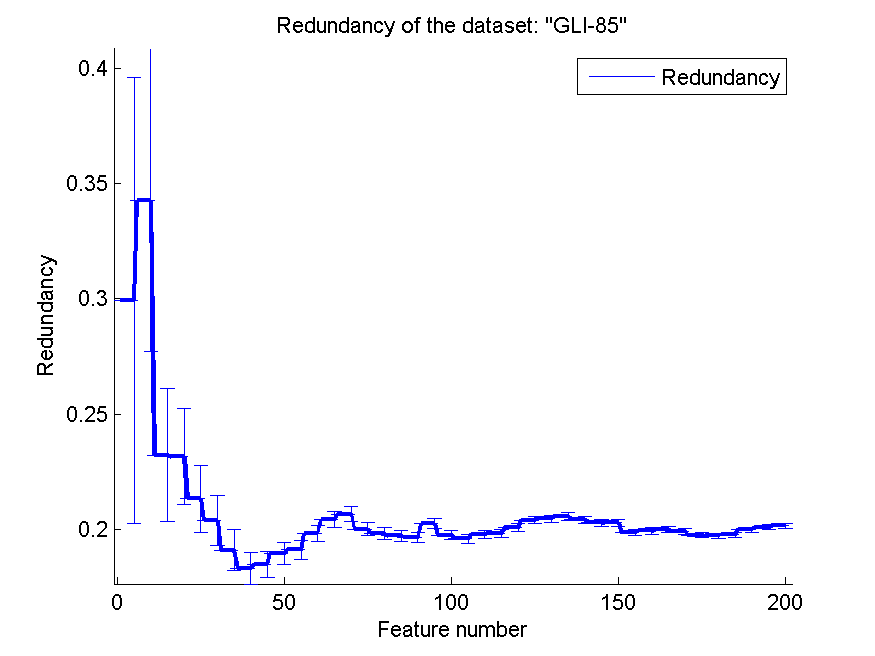 Redundancy of the dataset: "GLI-85"
Redundancy
0.4
0.35
0.3
0.25
0.2
Redundancy
0
50
100
150
200
Feature number